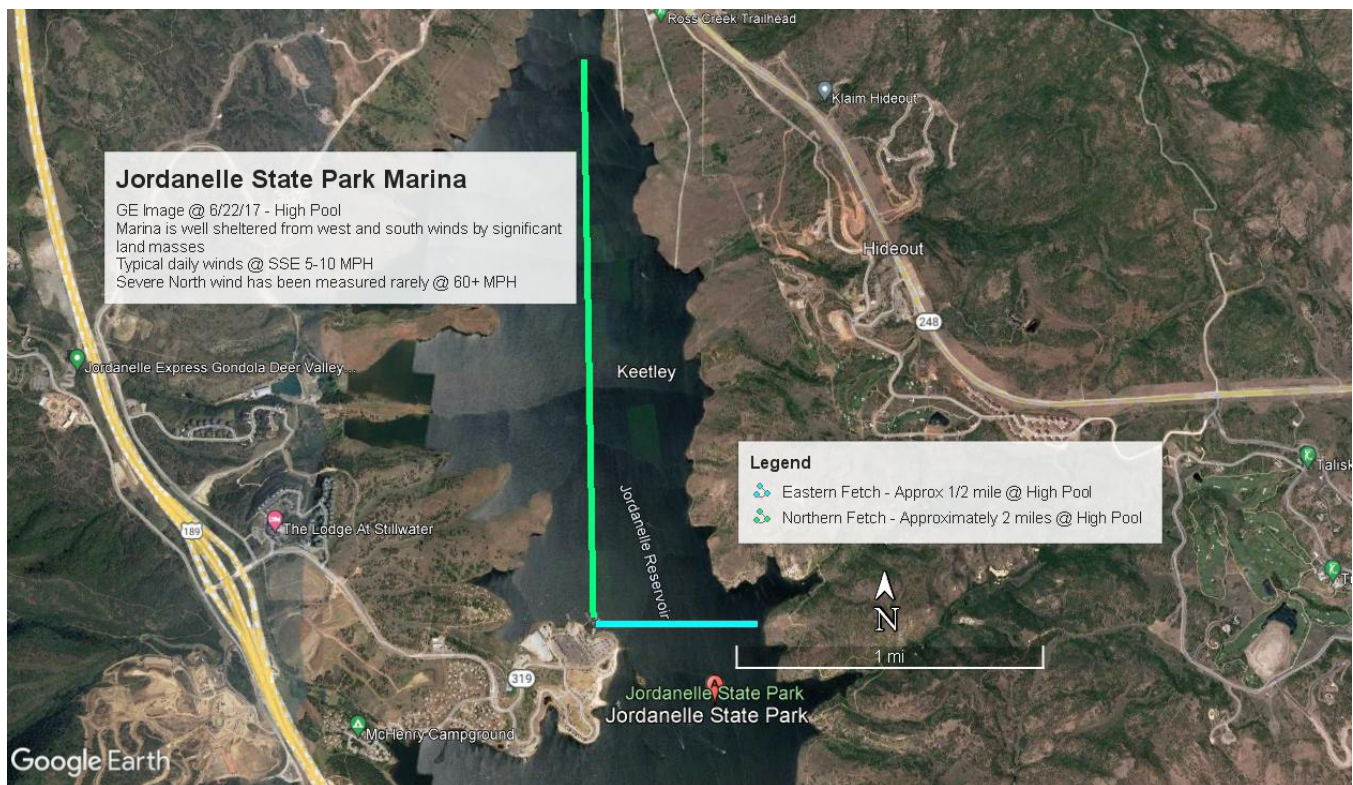 Ross Creek Trailhead
Klaim Hideout
Jordanelle State Park Marina
GE Image @ 6/22/17 - High Pool
Marina is well sheltered from west and south winds by significant
land masses
Typical daily winds @ SSE 5-10 MPH
Severe North wind has been measured rarely @ 60+ MPH
Hideout
248
Jordanelle Express Gondola Deer Valley...
Keetley
Legend
Eastern Fetch - Approx 1/2 mile @ High Pool
Northern Fetch - Approximately 2 miles @ High Pool
Talisk
The Lodge At Stillwater
189
Jordanelle Reservoir
Tu
N
1 mi
319
A
Jordanelle State Park
Jordanelle State Park
McHenry Campground
Google Earth